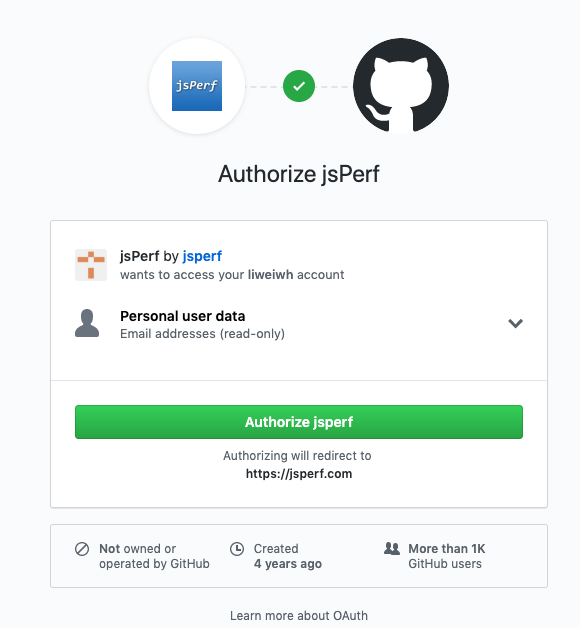 jsPerf
Authorize jsPerf
jsPerf by jsperf
wants to access your liweiwh account
Personal user data
Email addresses (read-only)
Authorize jsperf
Authorizing will redirect to
https://jsperf.com
Not owned or
operated by GitHub
Created
4 years ago
More than 1K
GitHub users
Learn more about OAuth